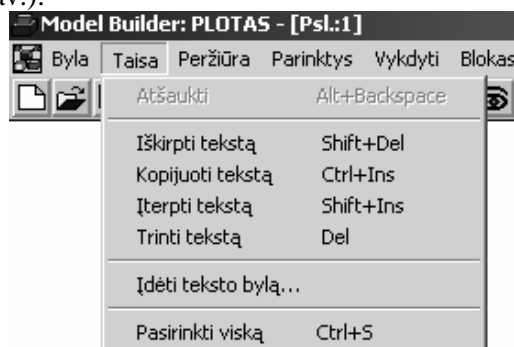 av.).
Model Builder: PLOTAS - [Psl.:1]
Byla Taisa Peržiūra Parinktys Vykdyti Blokas
Atšaukti Alt+Backspace
Iškirpti tekstą Shift+Del
Kopijuoti tekstą Ctrl+Ins
Įterpti tekstą Shift+Ins
Trinti tekstą Del
Įdėti teksto bylą...
Pasirinkti viską Ctrl+S